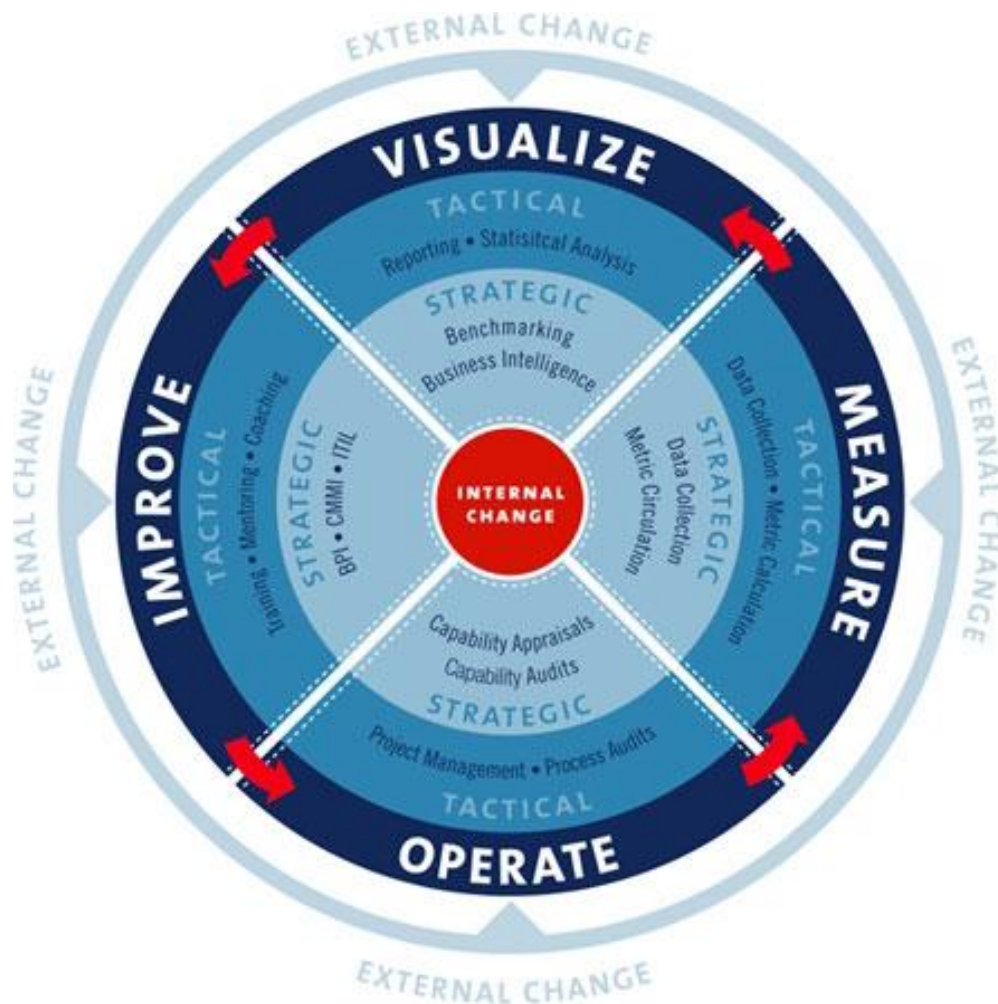 EXTERNAL CHANGE
VISUALIZE
TACTICAL
Reporting • Statisitcal Analysis
STRATEGIC
Benchmarking
Business Intelligence
EXTERNAL CHANGE
IMPROVE
TACTICAL
Training • Mentoring • Coaching
STRATEGIC
BPI • CMMI • ITIL
INTERNAL
CHANGE
Metric Circulation
Data Collection
STRATEGIC
Data Collection • Metric Calculation
TACTICAL
MEASURE
EXTERNAL CHANGE
Capability Appraisals
Capability Audits
STRATEGIC
Project Management • Process Audits
TACTICAL
OPERATE
EXTERNAL CHANGE